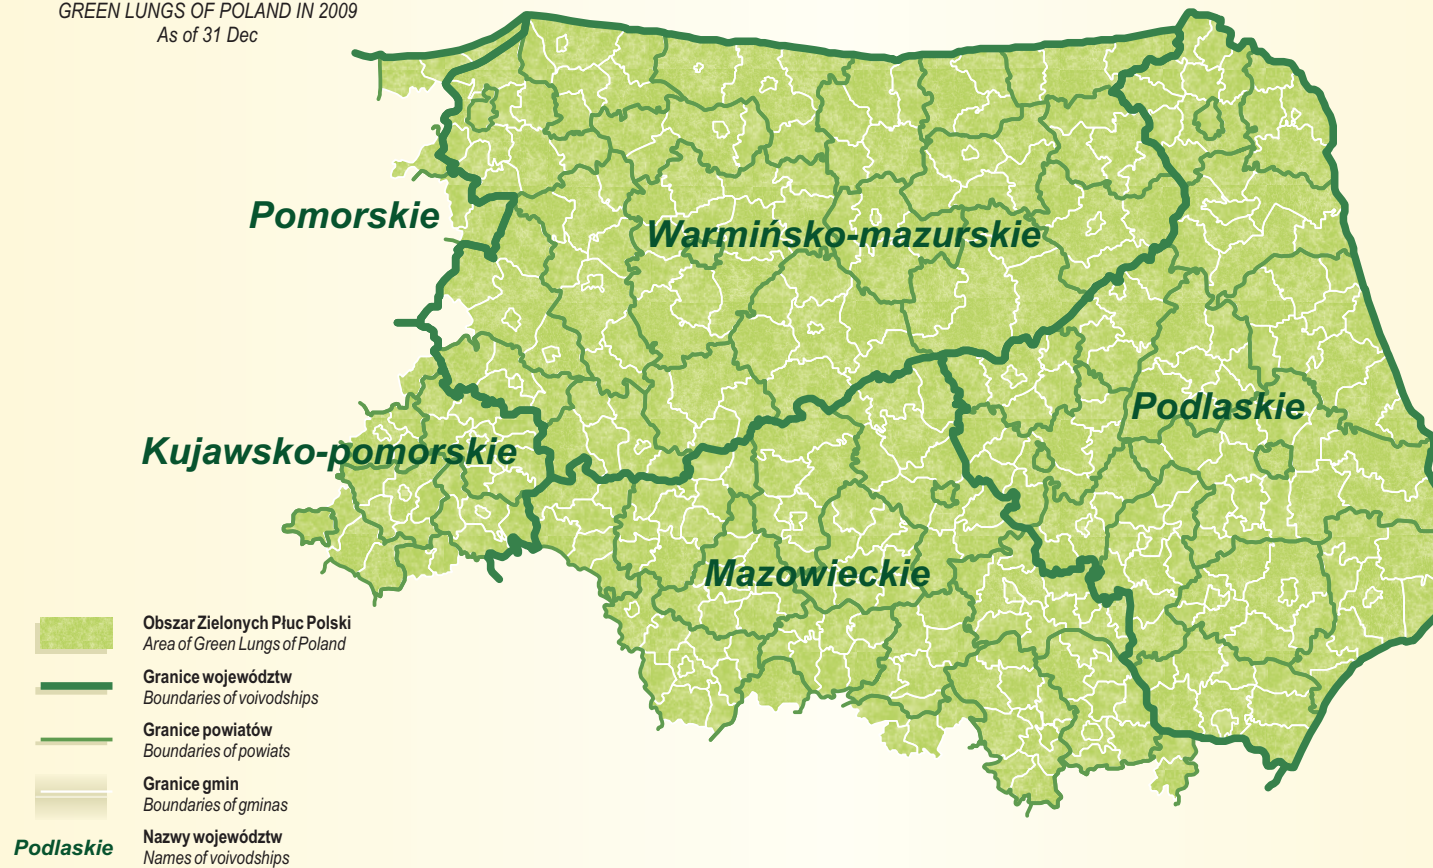 GREEN LUNGS OF POLAND IN 2009
As of 31 Dec
Pomorskie
Warmińsko-mazurskie
Podlaskie
Kujawsko-pomorskie
Mazowieckie
Obszar Zielonych Płuc Polski
Area of Green Lungs of Poland
Granice województw
Boundaries of voivodships
Granice powiatów
Boundaries of powiats
Granice gmin
Boundaries of gminas
Podlaskie
Nazwy województw
Names of voivodships